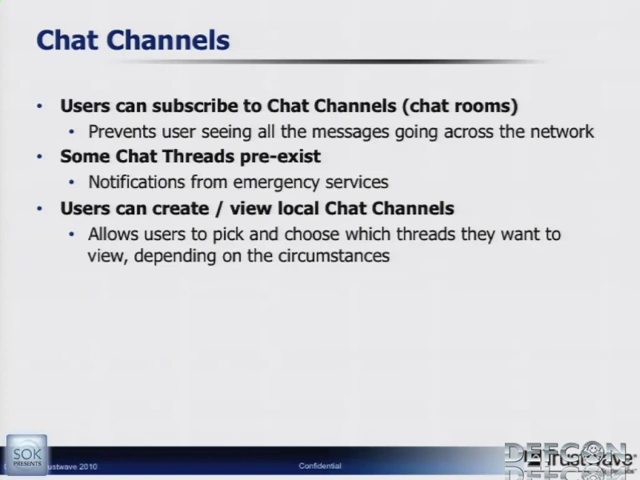 Chat Channels
• Users can subscribe to Chat Channels (chat rooms)
• Prevents user seeing all the messages going across the network
• Some Chat Threads pre-exist
• Notifications from emergency services
• Users can create / view local Chat Channels
• Allows users to pick and choose which threads they want to
view, depending on the circumstances
SOK
PRESENTS
ustwave 2010
Confidential
DEFCON
Trustwave